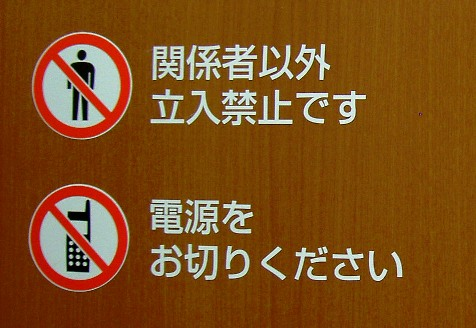 関係者以外
立入禁止です
電源を
お切りください